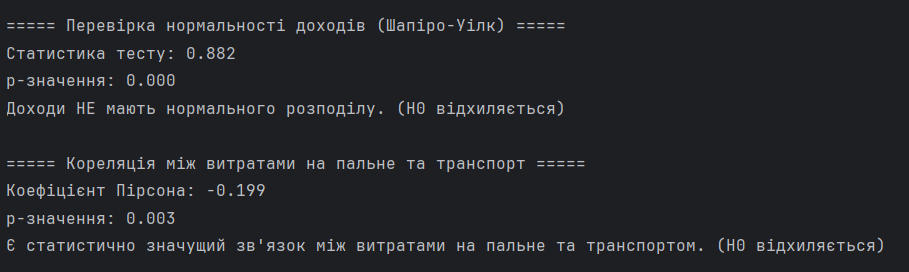 ===== Перевірка нормальності доходів (Шапіро-Уілк) =====
Статистика тесту: 0.882
p-значення: 0.000
Доходи НЕ мають нормального розподілу. (H0 відхиляється)
===== Кореляція між витратами на пальне та транспорт =====
Коефіцієнт Пірсона: -0.199
p-значення: 0.003
Є статистично значущий зв'язок між витратами на пальне та транспортом. (H0 відхиляється)